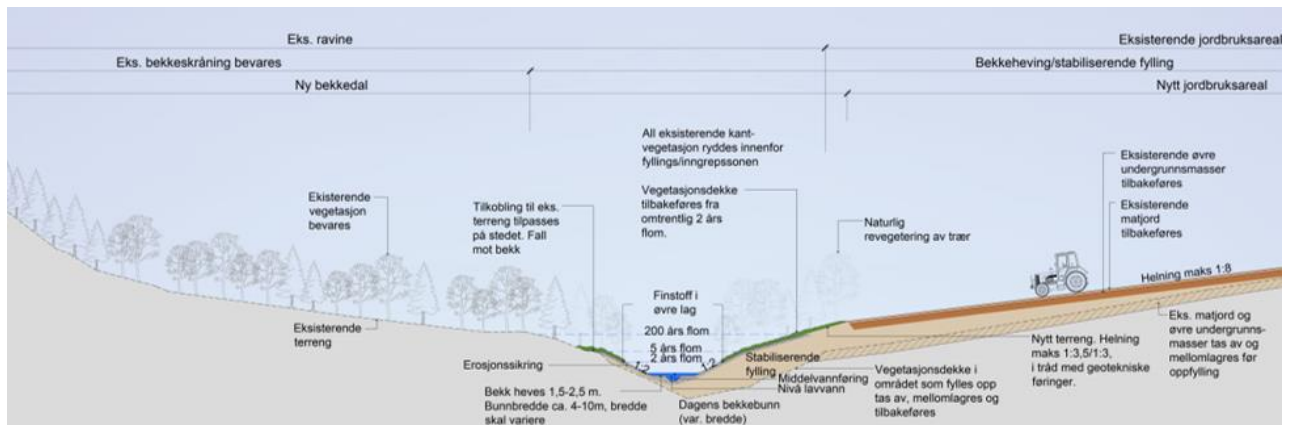 Eks. ravine
Eksisterende jordbruksareal
Eks. bekkeskråning bevares
Bekkeheving/stabiliserende fylling
Ny bekkedal
Nytt jordbruksareal
All eksisterende kant-
vegetasjon ryddes innenfor
fyllings/inngrepssonen
Eksisterende øvre
undergrunnsmasser
tilbakeføres
Ekisterende
vegetasjon
bevares
Tilkobling til eks.
terreng tilpasses
på stedet. Fall
mot bekk
Vegetasjonsdekke
tilbakeføres fra
omtrentlig 2 års
flom.
Naturlig
revegetering av trær
Eksisterende
matjord
tilbakeføres
Helning maks 1:8
Finstoff i
øvre lag
200 års flom
5 års flom
2 års flom
1:2
1:2
Eksisterende
terreng
Erosjonssikring
Stabiliserende
fylling
Middelvannføring
Nivå lavvann
Bekk heves 1,5-2,5 m.
Bunnbredde ca. 4-10m, bredde
skal variere
Dagens bekkebunn
(var. bredde)
Vegetasjonsdekke i
området som fylles opp
tas av, mellomlagres og
tilbakeføres
Nytt terreng. Helning
maks 1:3,5/1:3,
i tråd med geotekniske
føringer.
Eks. matjord og
øvre undergrunns-
masser tas av og
mellomlagres før
oppfylling